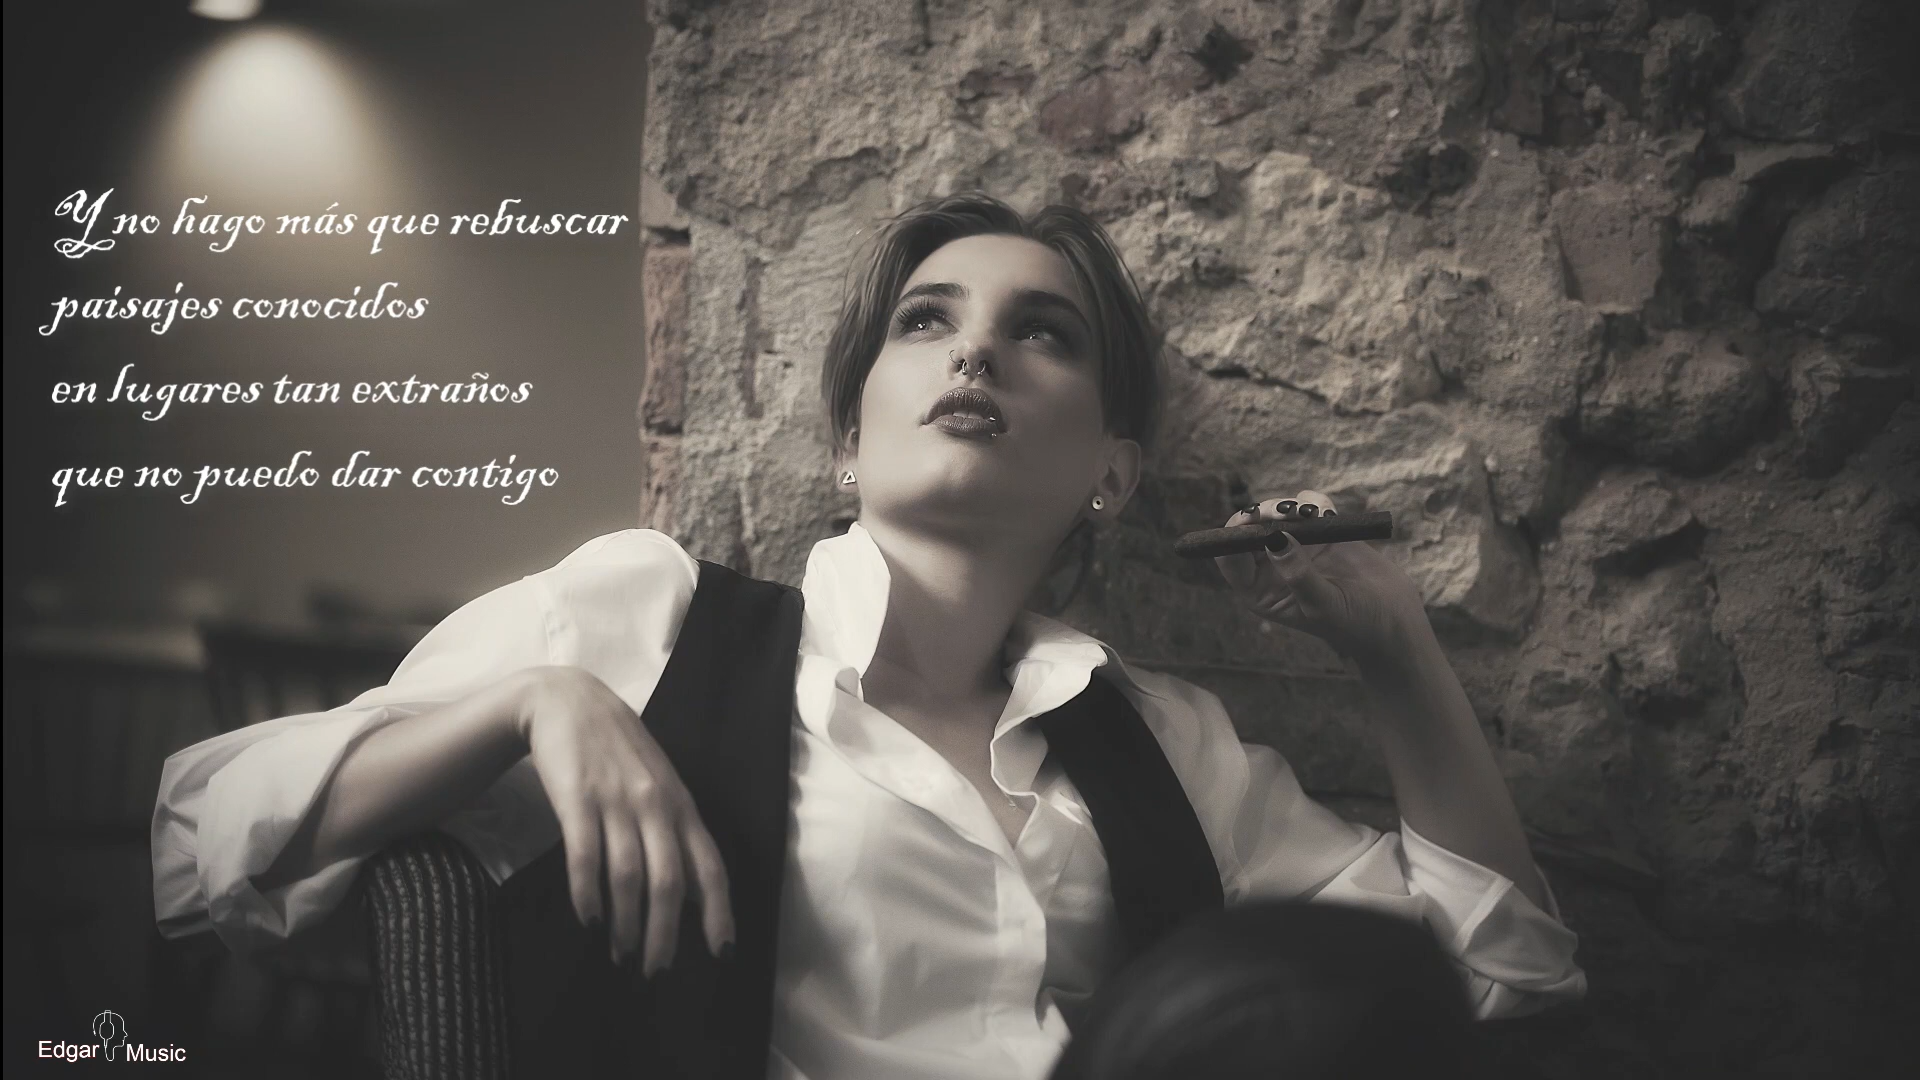 Y no hago más que rebuscar
paisajes conocidos
en lugares tan extraños
que no puedo dar contigo
Edgar Music